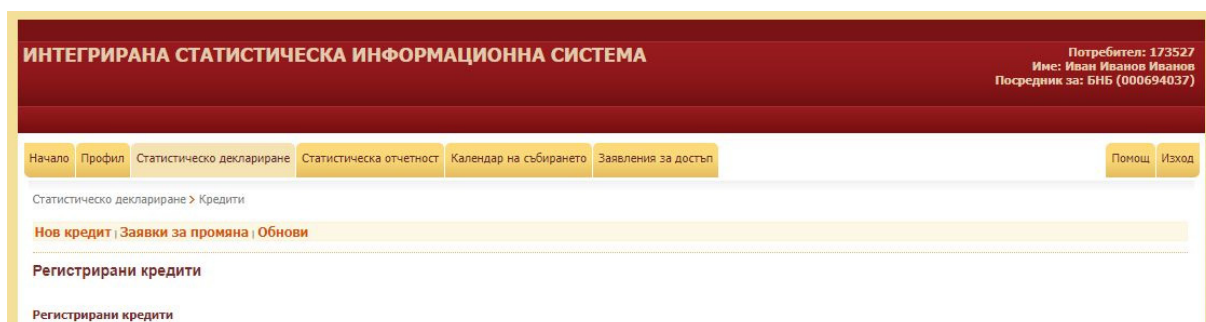 ИНТЕГРИРАНА СТАТИСТИЧЕСКА ИНФОРМАЦИОННА СИСТЕМА
Потребител: 173527
Име: Иван Иванов Иванов
Посредник за: БНБ (000694037)
Начало Профил Статистическо деклариране Статистическа отчетност Календар на събирането Заявления за достъп Помощ Изход
Статистическо деклариране > Кредити
Нов кредит | Заявки за промяна | Обнови
Регистрирани кредити
Регистрирани кредити